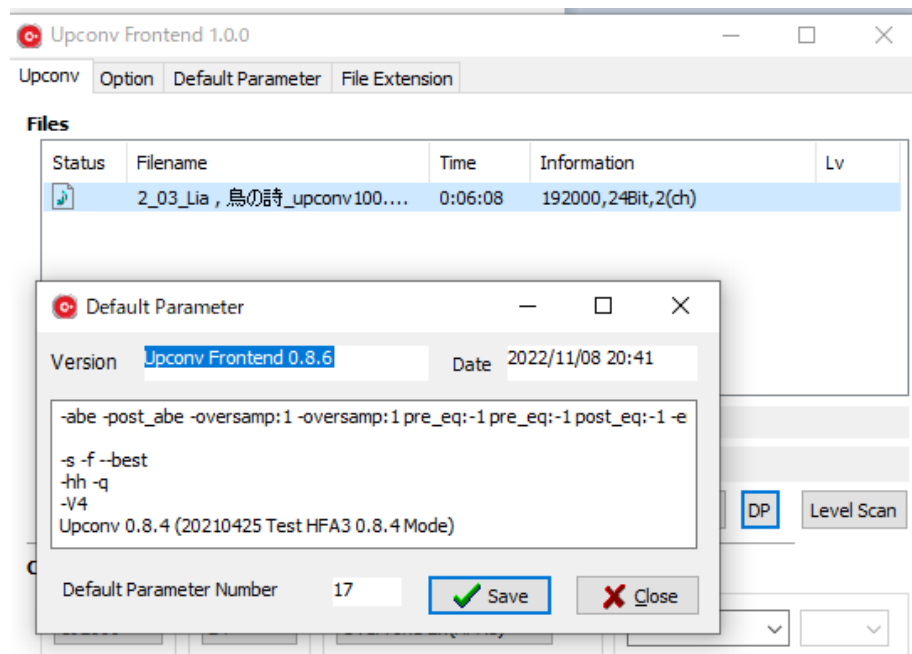 Upconv Frontend 1.0.0
Upconv Option Default Parameter File Extension
Files
Status Filename Time Information Lv
2_03_Lia , 鳥の詩_upconv100.... 0:06:08 192000,24Bit,2(ch)
Default Parameter
Version Upconv Frontend 0.8.6 Date 2022/11/08 20:41
-abe -post_abe -oversamp:1 -oversamp:1 pre_eq:-1 pre_eq:-1 post_eq:-1 -e
-s -f --best
-hh -q
-V4
Upconv 0.8.4 (20210425 Test HFA3 0.8.4 Mode)
DP Level Scan
Default Parameter Number 17 Save Close